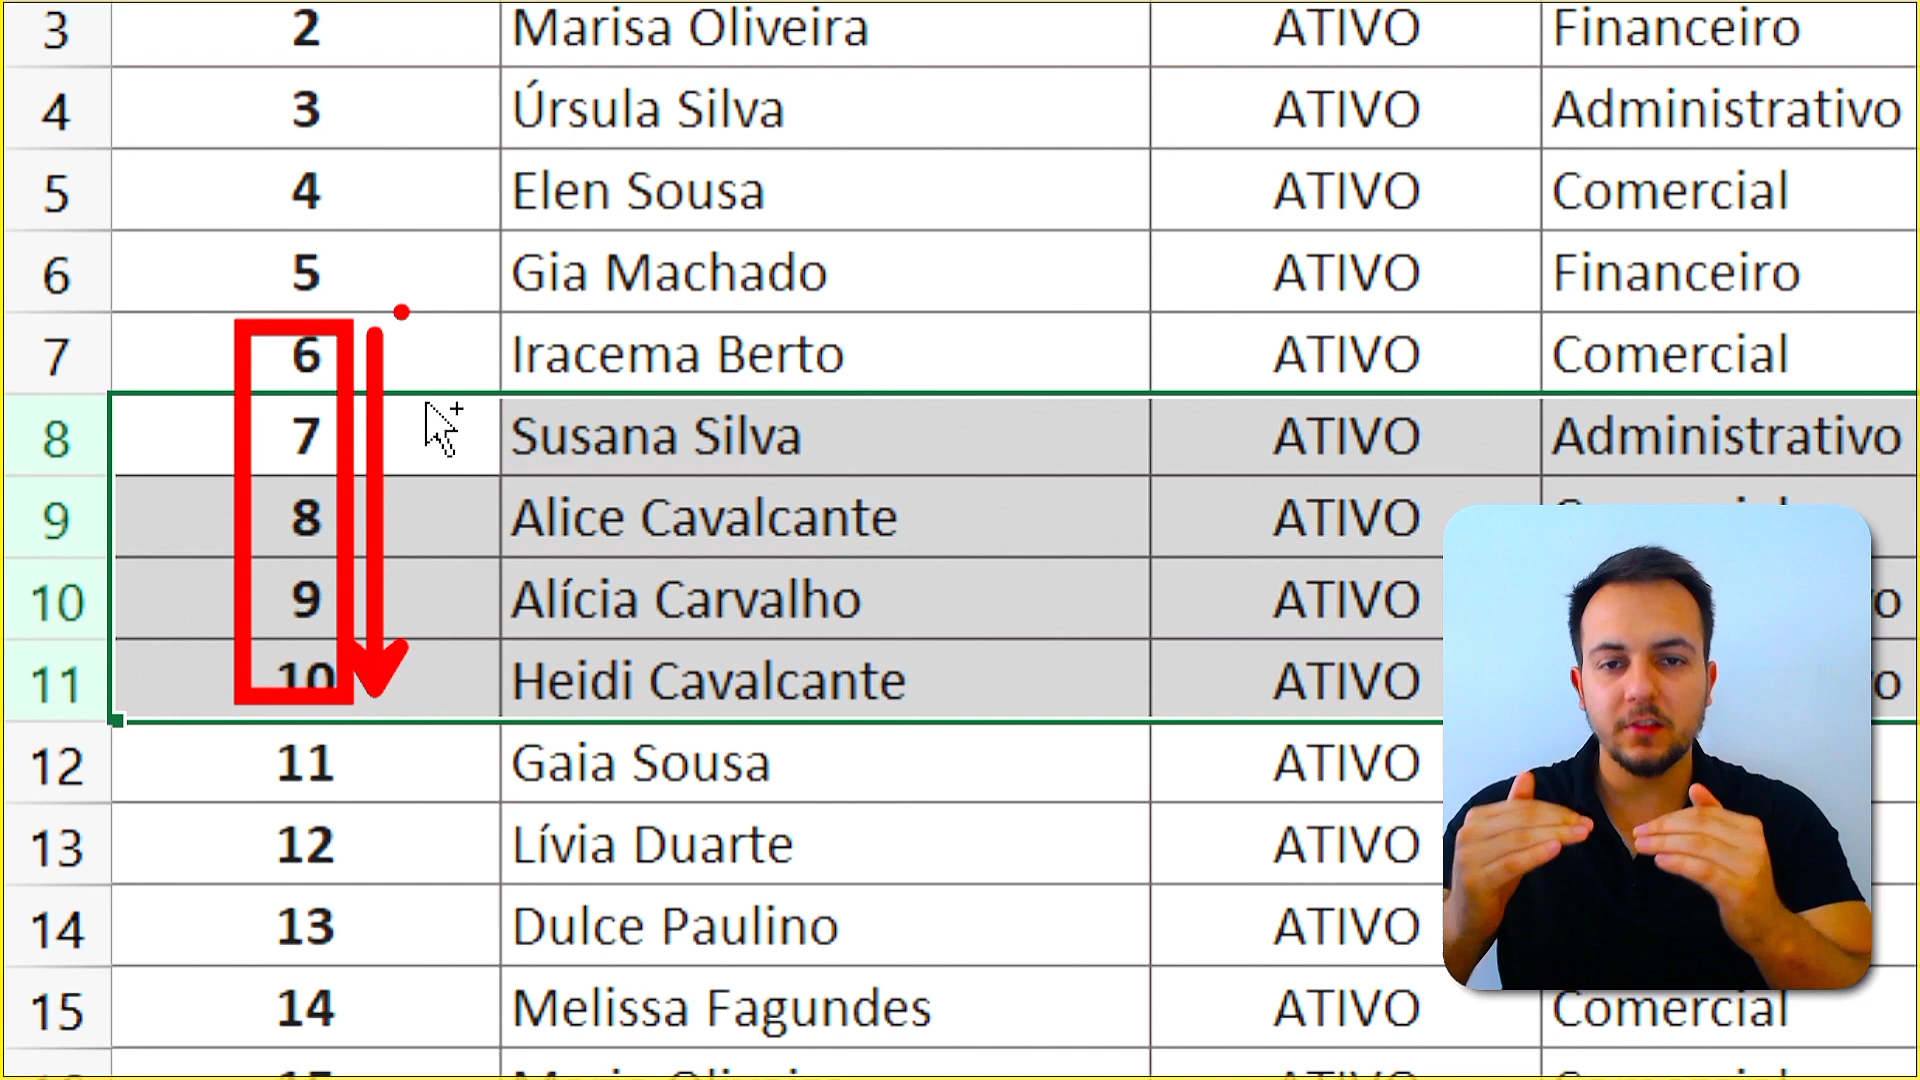 3 2 Marisa Oliveira ATIVO Financeiro
4 3 Úrsula Silva ATIVO Administrativo
5 4 Elen Sousa ATIVO Comercial
6 5 Gia Machado ATIVO Financeiro
7 6 Iracema Berto ATIVO Comercial
8 7 Susana Silva ATIVO Administrativo
9 8 Alice Cavalcante ATIVO
10 9 Alícia Carvalho ATIVO
11 10 Heidi Cavalcante ATIVO
12 11 Gaia Sousa ATIVO
13 12 Lívia Duarte ATIVO
14 13 Dulce Paulino ATIVO
15 14 Melissa Fagundes ATIVO Comercial